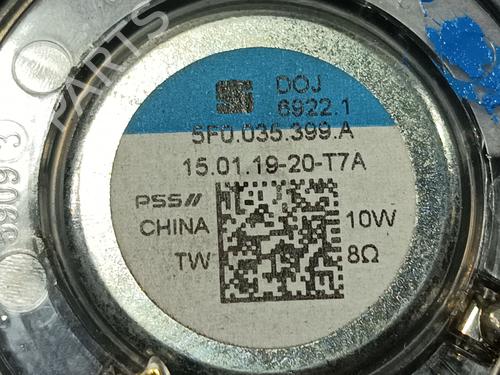 DOJ
6922.1
5F0.035.399 A
15.01.19-20-T7A
PSS//
CHINA
10W
TW
8Ω
PARTS